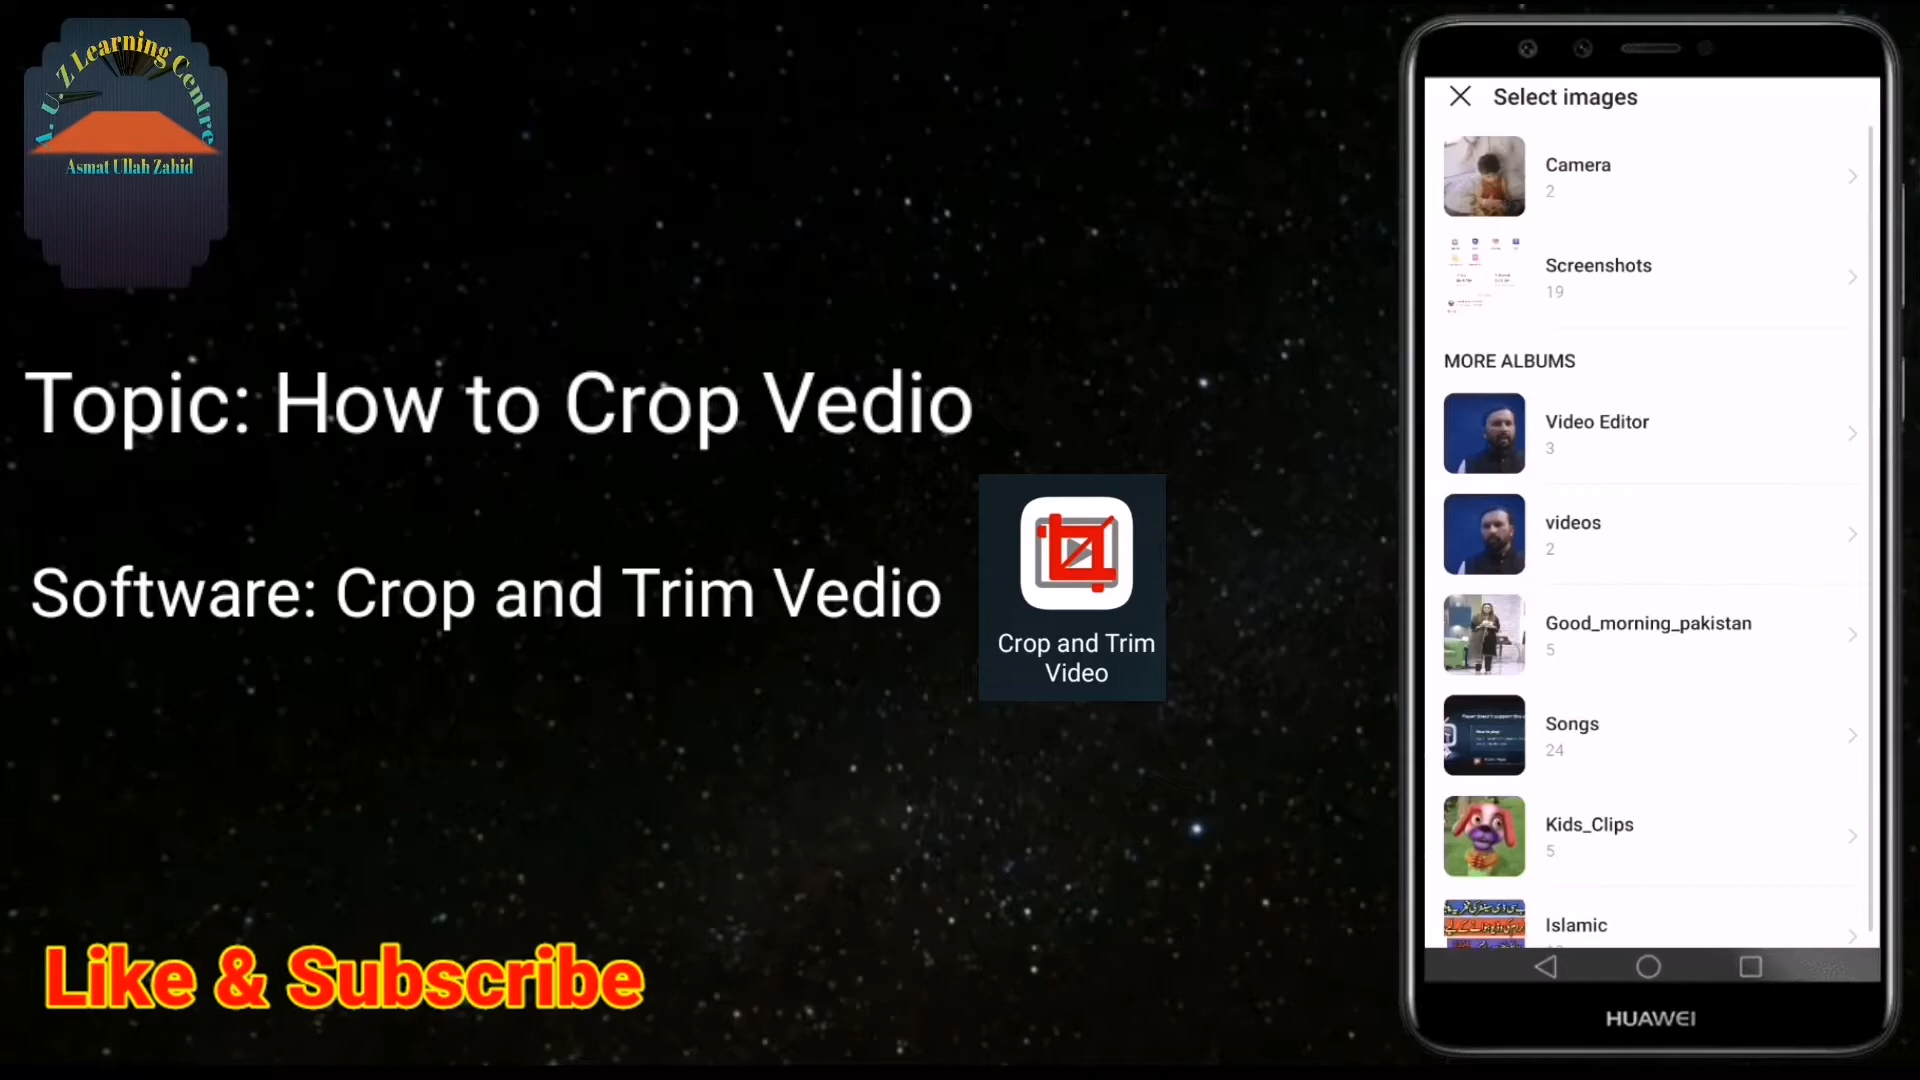 A. U. Z Learning Centre
Asmat Ullah Zahid
Topic: How to Crop Vedio
Software: Crop and Trim Vedio
Crop and Trim
Video
Like & Subscribe
Select images
Camera
2
Screenshots
19
MORE ALBUMS
Video Editor
3
videos
2
Good_morning_pakistan
5
Songs
24
Kids_Clips
5
Islamic
HUAWEI